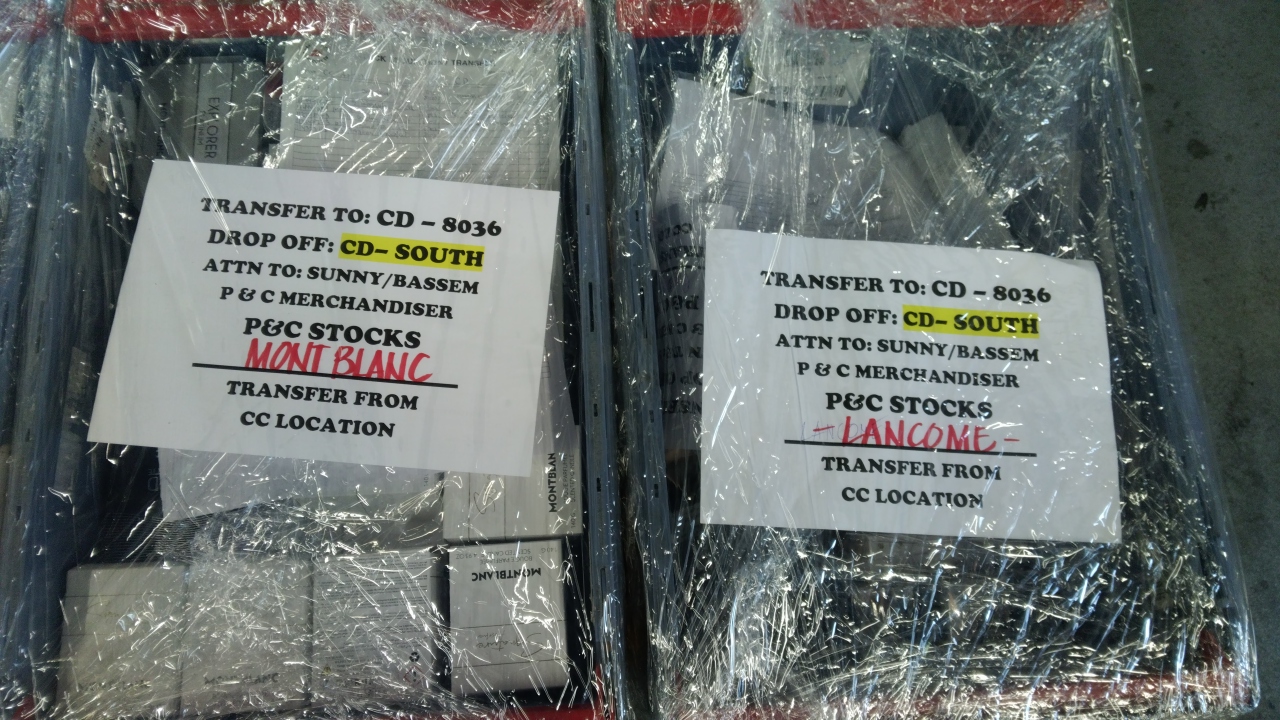 EXPLORER
TRANSFER TO: CD – 8036
DROP OFF: CD– SOUTH
ATTN TO: SUNNY/BASSEM
P & C MERCHANDISER
P&C STOCKS
MONTBLANC
TRANSFER FROM
CC LOCATION
MONTBLAN
MONTBLANC
TRANSFER TO: CD – 8036
DROP OFF: CD– SOUTH
ATTN TO: SUNNY/BASSEM
P & C MERCHANDISER
P&C STOCKS
- LANCOME -
TRANSFER FROM
CC LOCATION